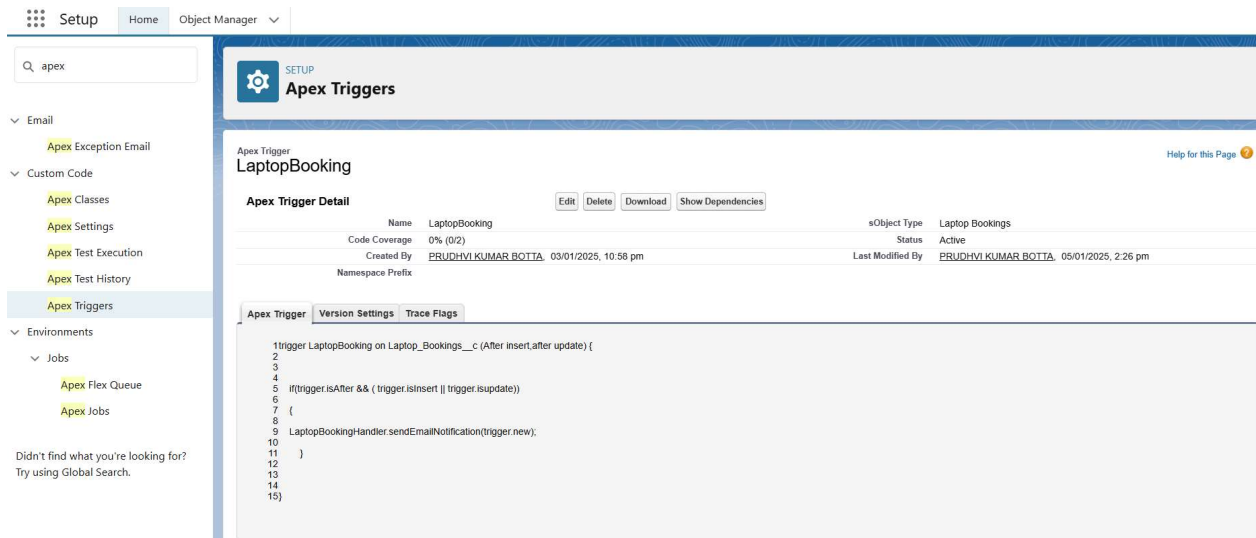 Setup Home Object Manager
apex
Email
Apex Exception Email
Custom Code
Apex Classes
Apex Settings
Apex Test Execution
Apex Test History
Apex Triggers
Environments
Jobs
Apex Flex Queue
Apex Jobs
Didn't find what you're looking for?
Try using Global Search.
SETUP
Apex Triggers
Apex Trigger
LaptopBooking
Help for this Page
Apex Trigger Detail Edit Delete Download Show Dependencies
Name LaptopBooking sObject Type Laptop Bookings
Code Coverage 0% (0/2) Status Active
Created By PRUDHVI KUMAR BOTTA, 03/01/2025, 10:58 pm Last Modified By PRUDHVI KUMAR BOTTA, 05/01/2025, 2:26 pm
Namespace Prefix
Apex Trigger Version Settings Trace Flags
1trigger LaptopBooking on Laptop_Bookings__c (After insert,after update) {
2
3
4
5 if(trigger.isAfter && ( trigger.isInsert || trigger.isupdate))
6
7 {
8
9 LaptopBookingHandler.sendEmailNotification(trigger.new);
10
11 }
12
13
14
15}